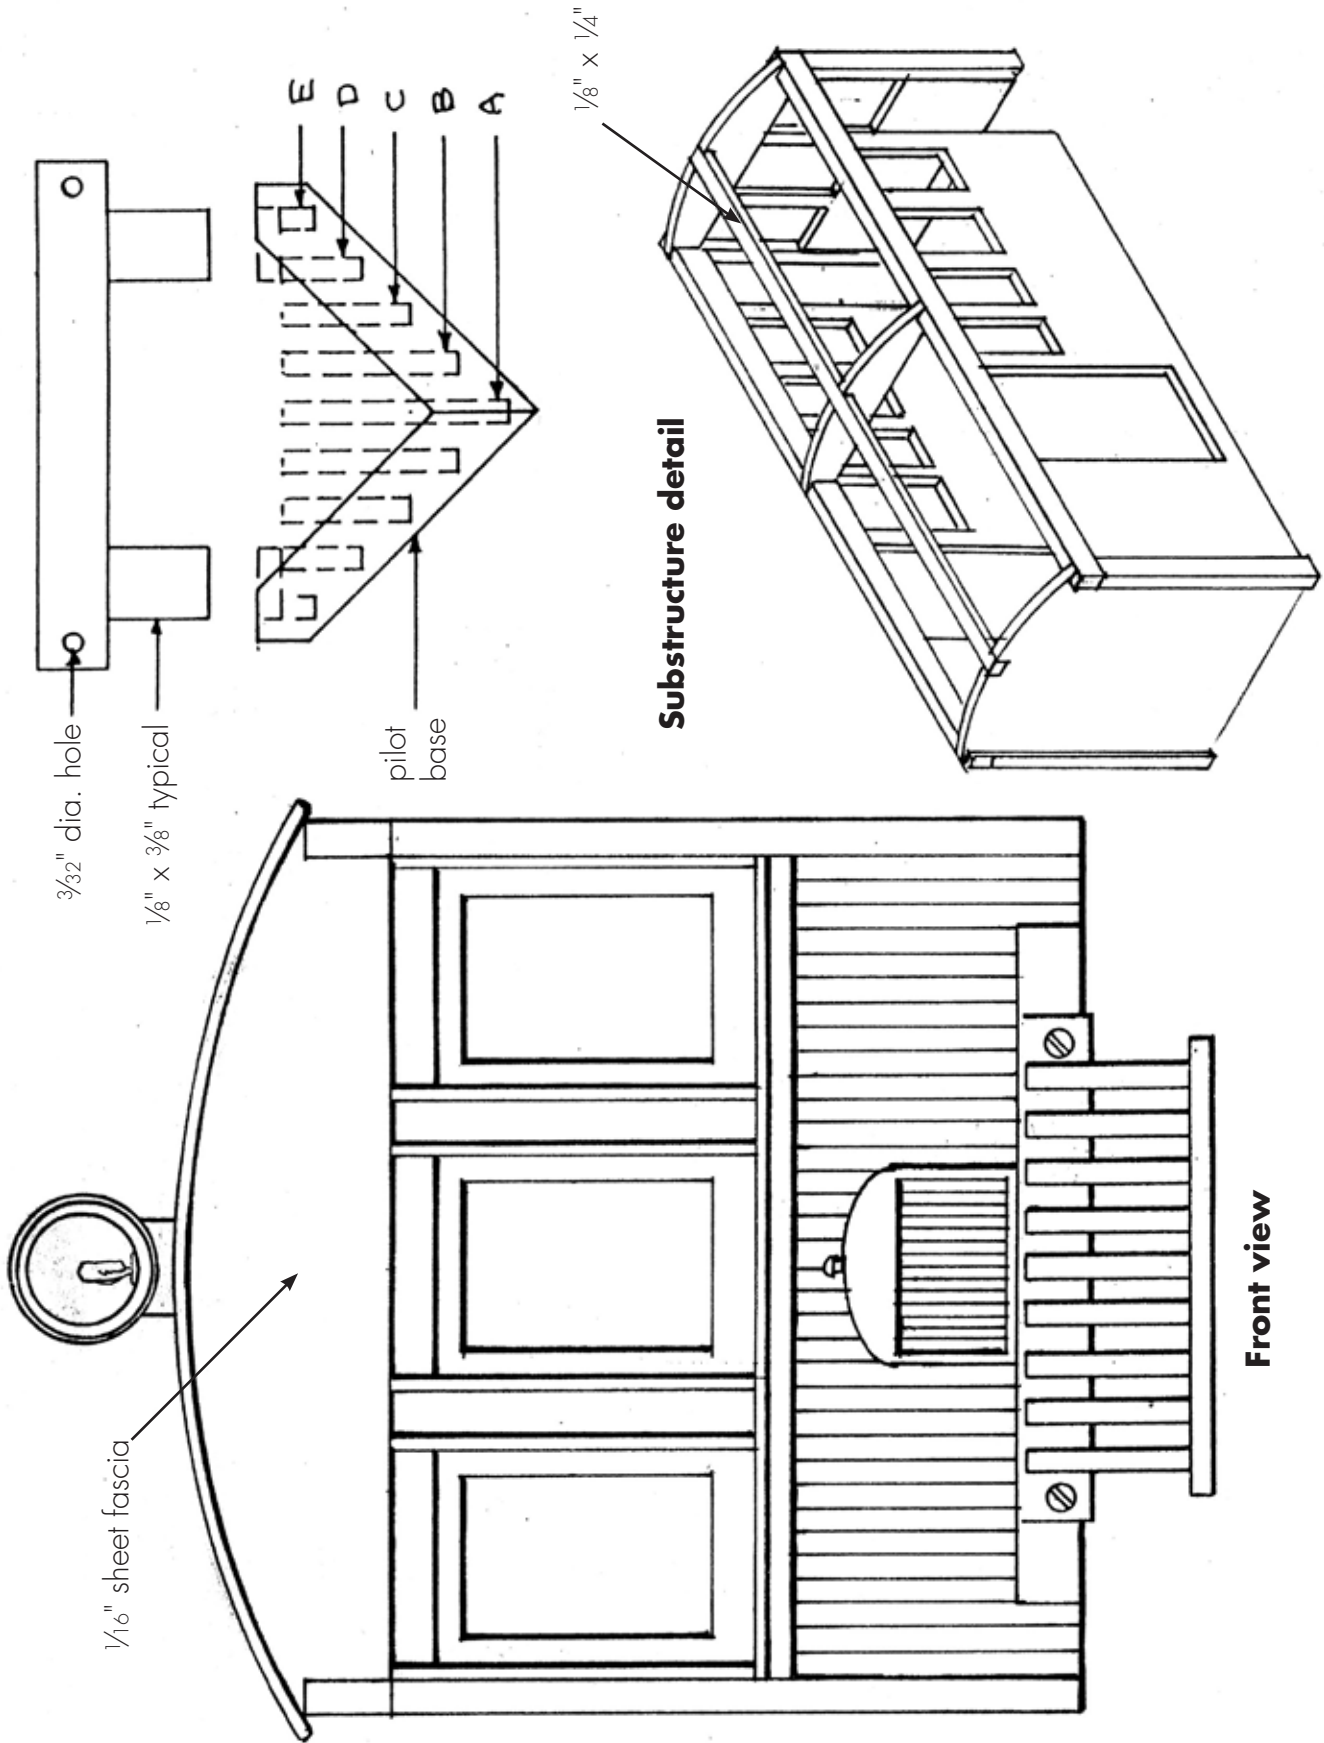 1/16" sheet fascia
3/32" dia. hole
1/8" x 3/8" typical
pilot
base
E
D
C
B
A
1/8" x 1/4"
Substructure detail
Front view